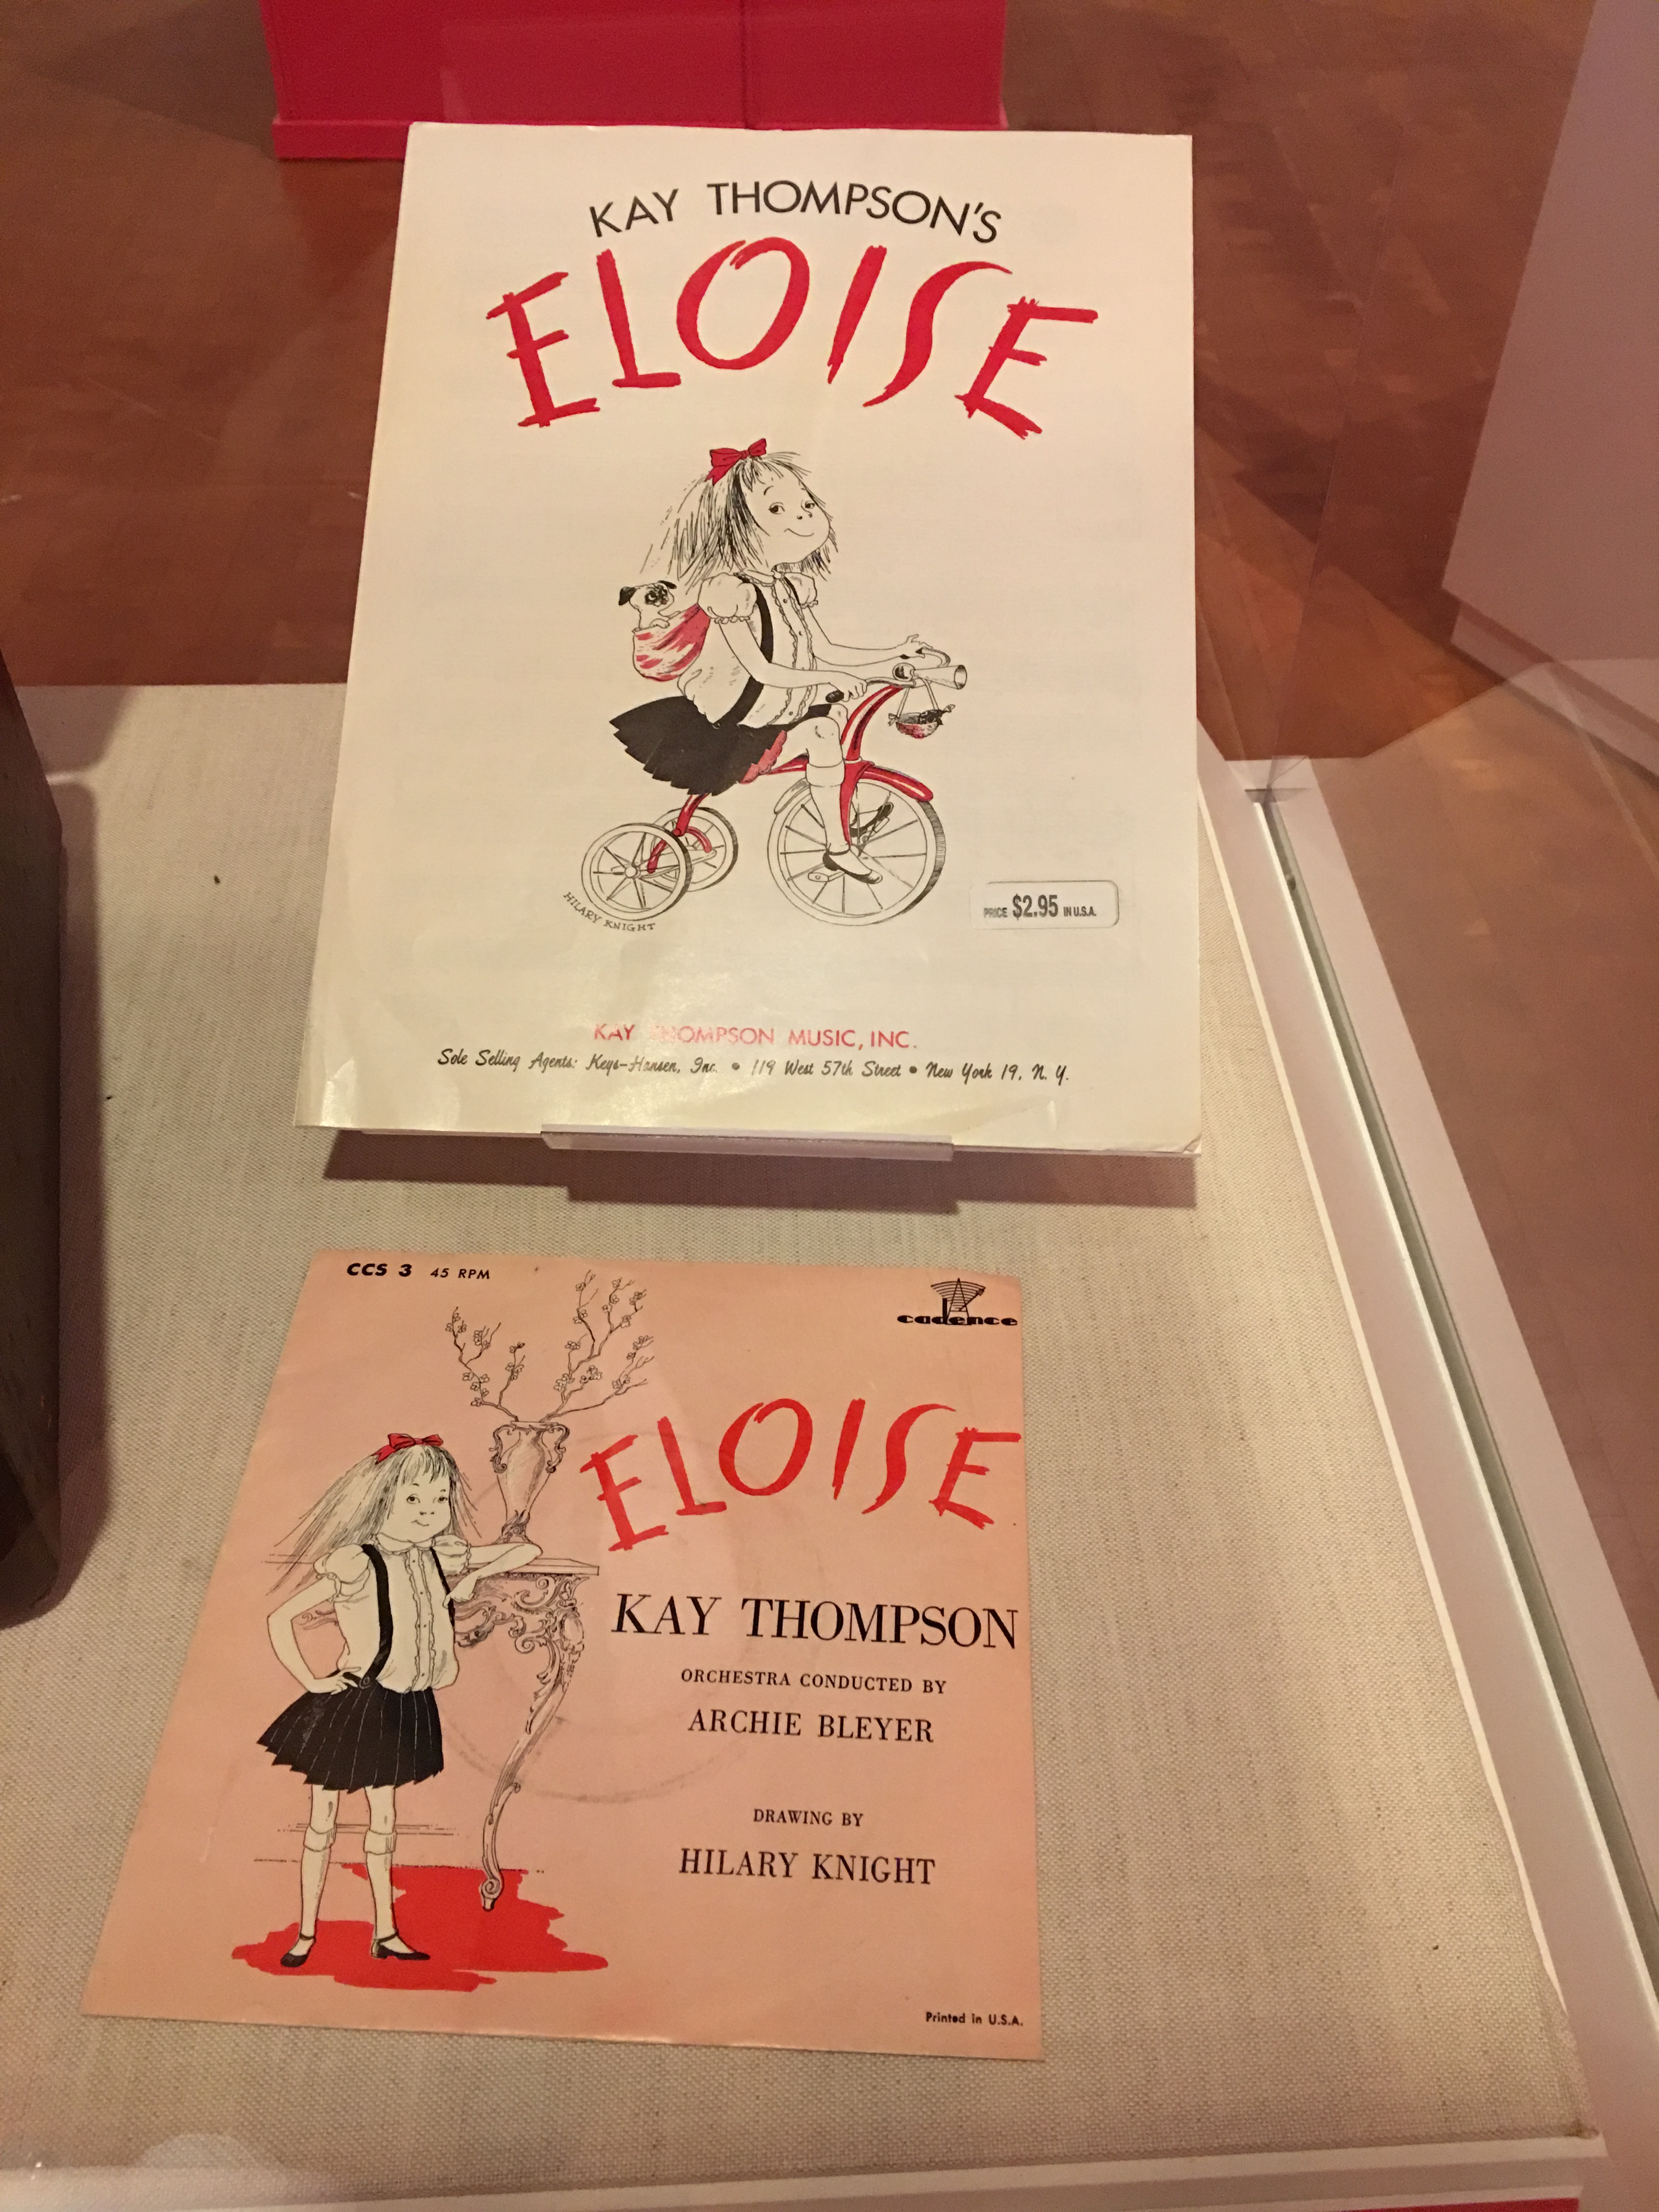 KAY THOMPSON'S
ELOISE
HILARY KNIGHT
PRICE $2.95 IN U.S.A.
KAY THOMPSON MUSIC, INC.
Sole Selling Agents: Keys-Hansen, Inc. • 119 West 57th Street • New York 19, N. Y.
CCS 3 45 RPM
cadence
ELOISE
KAY THOMPSON
ORCHESTRA CONDUCTED BY
ARCHIE BLEYER
DRAWING BY
HILARY KNIGHT
Printed in U.S.A.